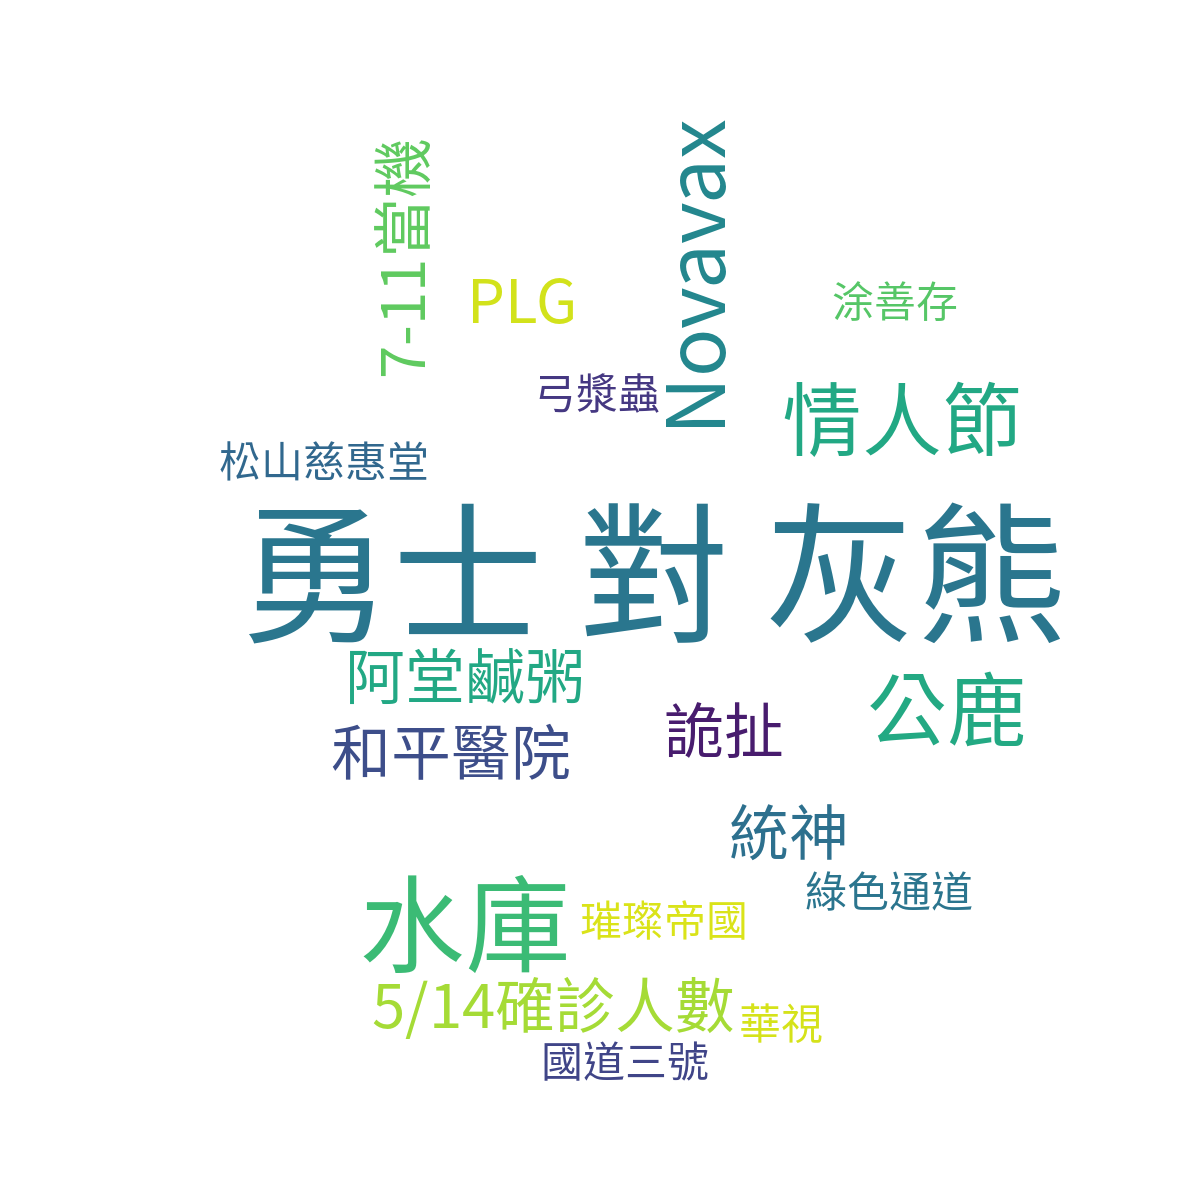 7-11當機
Novavax
PLG
涂善存
弓漿蟲
情人節
松山慈惠堂
勇士 對 灰熊
阿堂鹹粥
公鹿
詭扯
和平醫院
統神
綠色通道
水庫
璀璨帝國
5/14確診人數
華視
國道三號